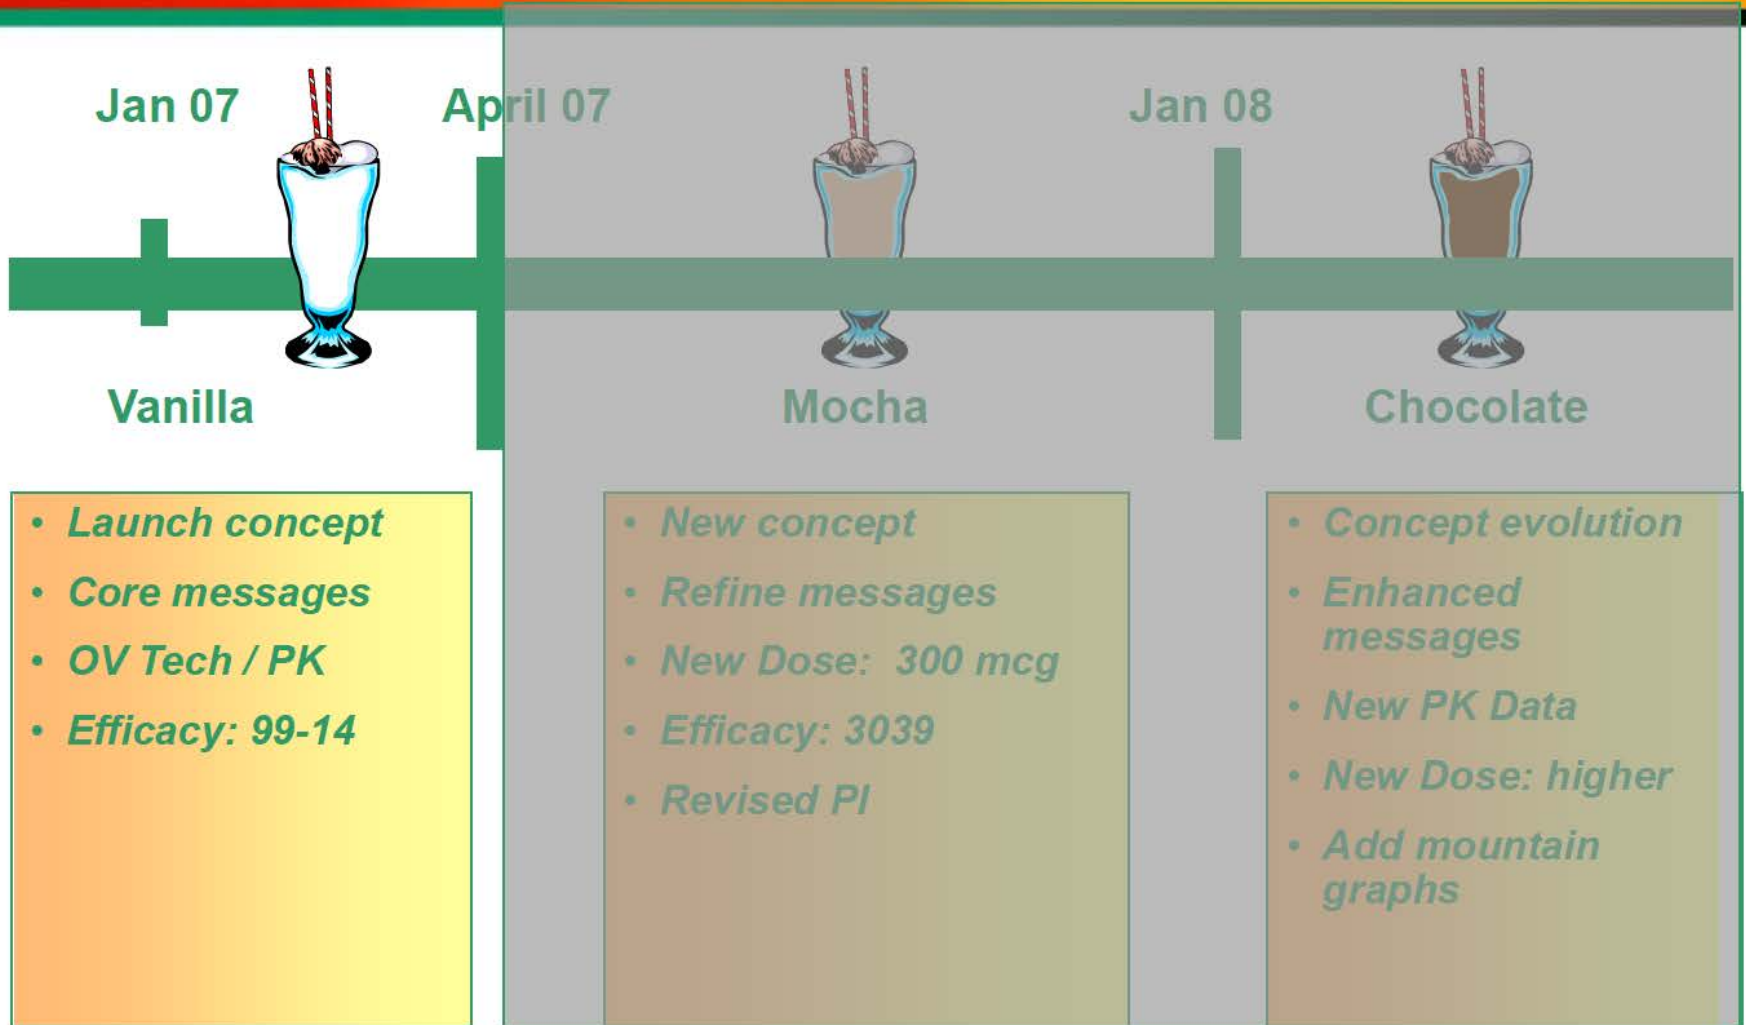 Jan 07
April 07
Jan 08
Vanilla
Mocha
Chocolate
• Launch concept
• Core messages
• OV Tech / PK
• Efficacy: 99-14
• New concept
• Refine messages
• New Dose:  300 mcg
• Efficacy: 3039
• Revised PI
• Concept evolution
• Enhanced
messages
• New PK Data
• New Dose: higher
• Add mountain
graphs